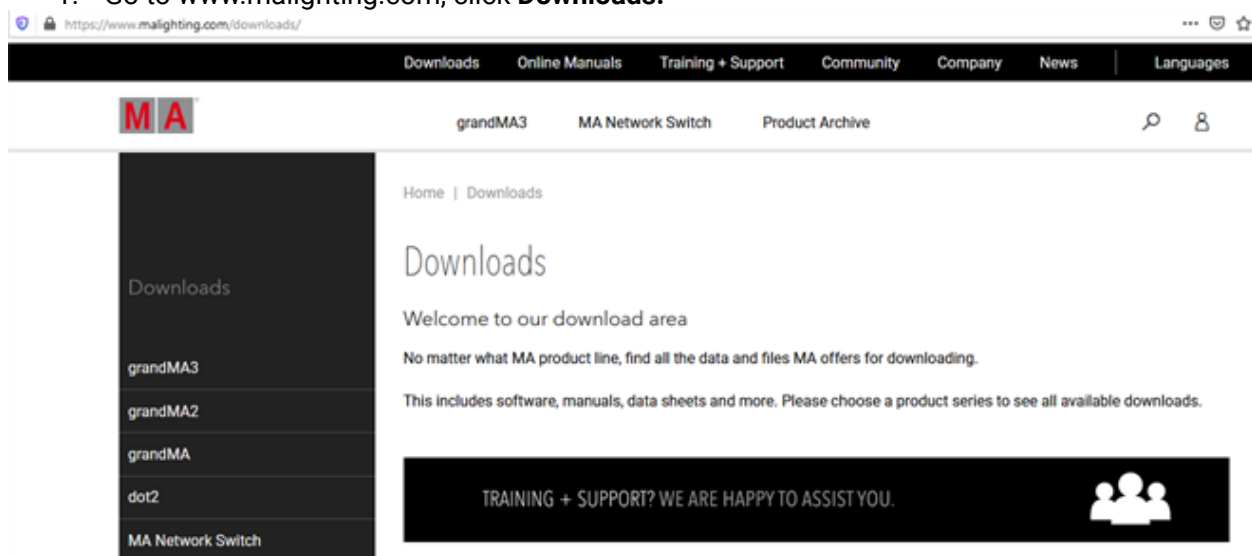 1. Go to www.malighting.com, click Downloads.
https://www.malighting.com/downloads/
Downloads Online Manuals Training + Support Community Company News Languages
MA
grandMA3 MA Network Switch Product Archive
Home | Downloads
Downloads
Downloads
Welcome to our download area
No matter what MA product line, find all the data and files MA offers for downloading.
This includes software, manuals, data sheets and more. Please choose a product series to see all available downloads.
grandMA3
grandMA2
grandMA
dot2
MA Network Switch
TRAINING + SUPPORT? WE ARE HAPPY TO ASSIST YOU.